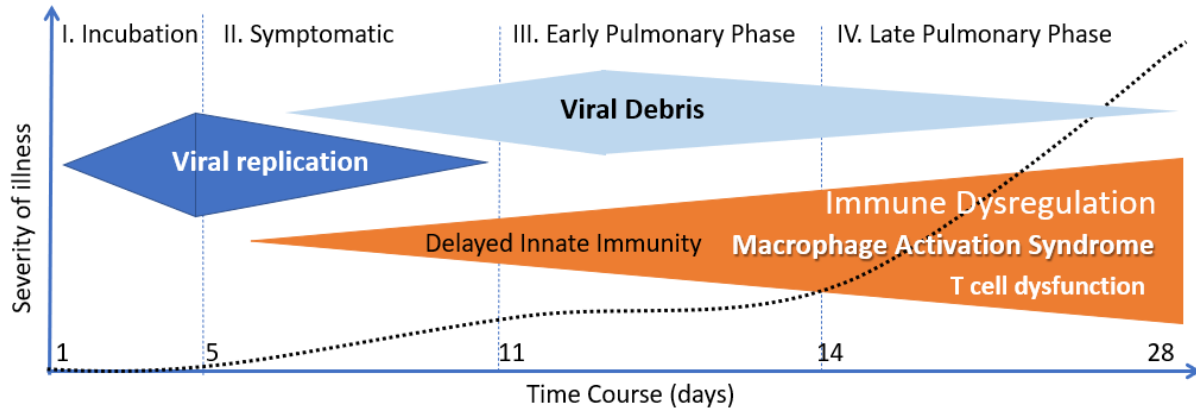 I. Incubation
II. Symptomatic
III. Early Pulmonary Phase
IV. Late Pulmonary Phase
Severity of illness
Viral Debris
Viral replication
Immune Dysregulation
Delayed Innate Immunity
Macrophage Activation Syndrome
T cell dysfunction
1
5
11
14
28
Time Course (days)